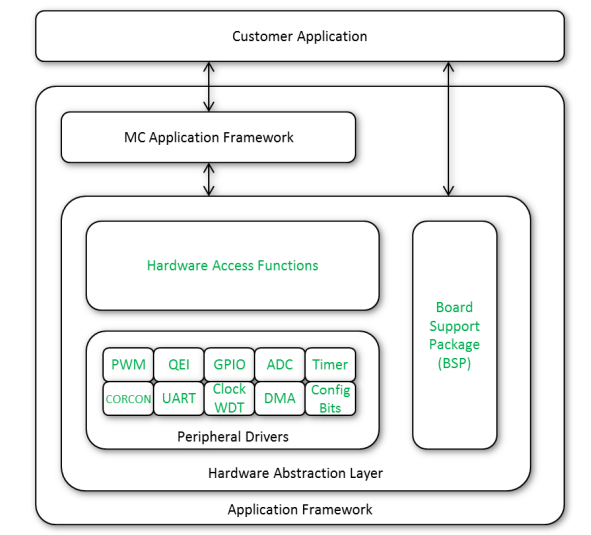 Customer Application
MC Application Framework
Hardware Access Functions
Board
Support
Package
(BSP)
PWM QEI GPIO ADC Timer
CORCON UART Clock WDT DMA Config Bits
Peripheral Drivers
Hardware Abstraction Layer
Application Framework